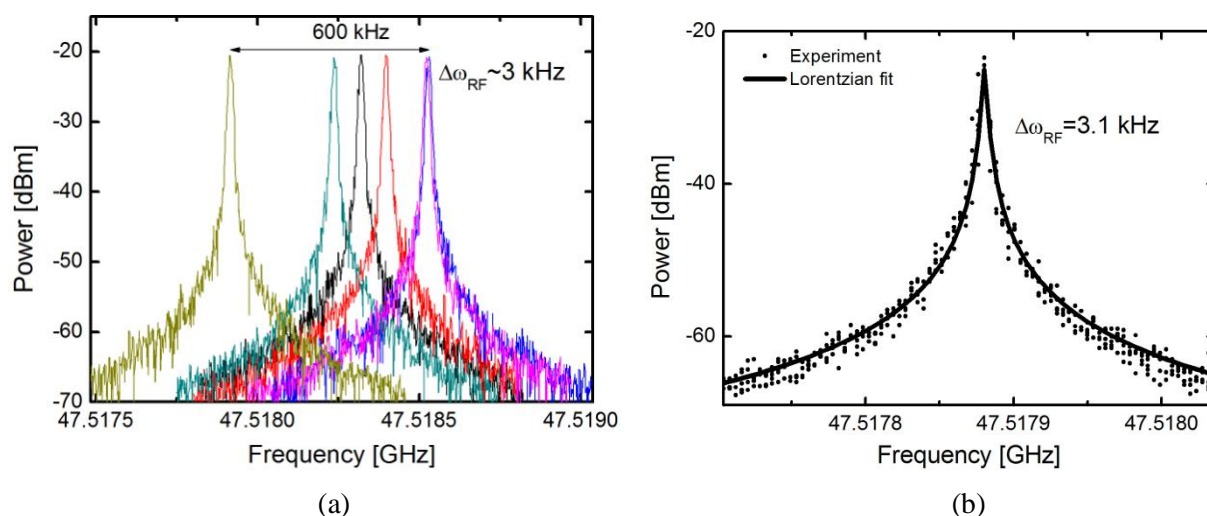 600 kHz
Δω_RF~3 kHz
-20
-30
-40
-50
-60
-70
Power [dBm]
47.5175 47.5180 47.5185 47.5190
Frequency [GHz]
(a)
Experiment
Lorentzian fit
Δω_RF=3.1 kHz
-20
-40
-60
Power [dBm]
47.5178 47.5179 47.5180
Frequency [GHz]
(b)